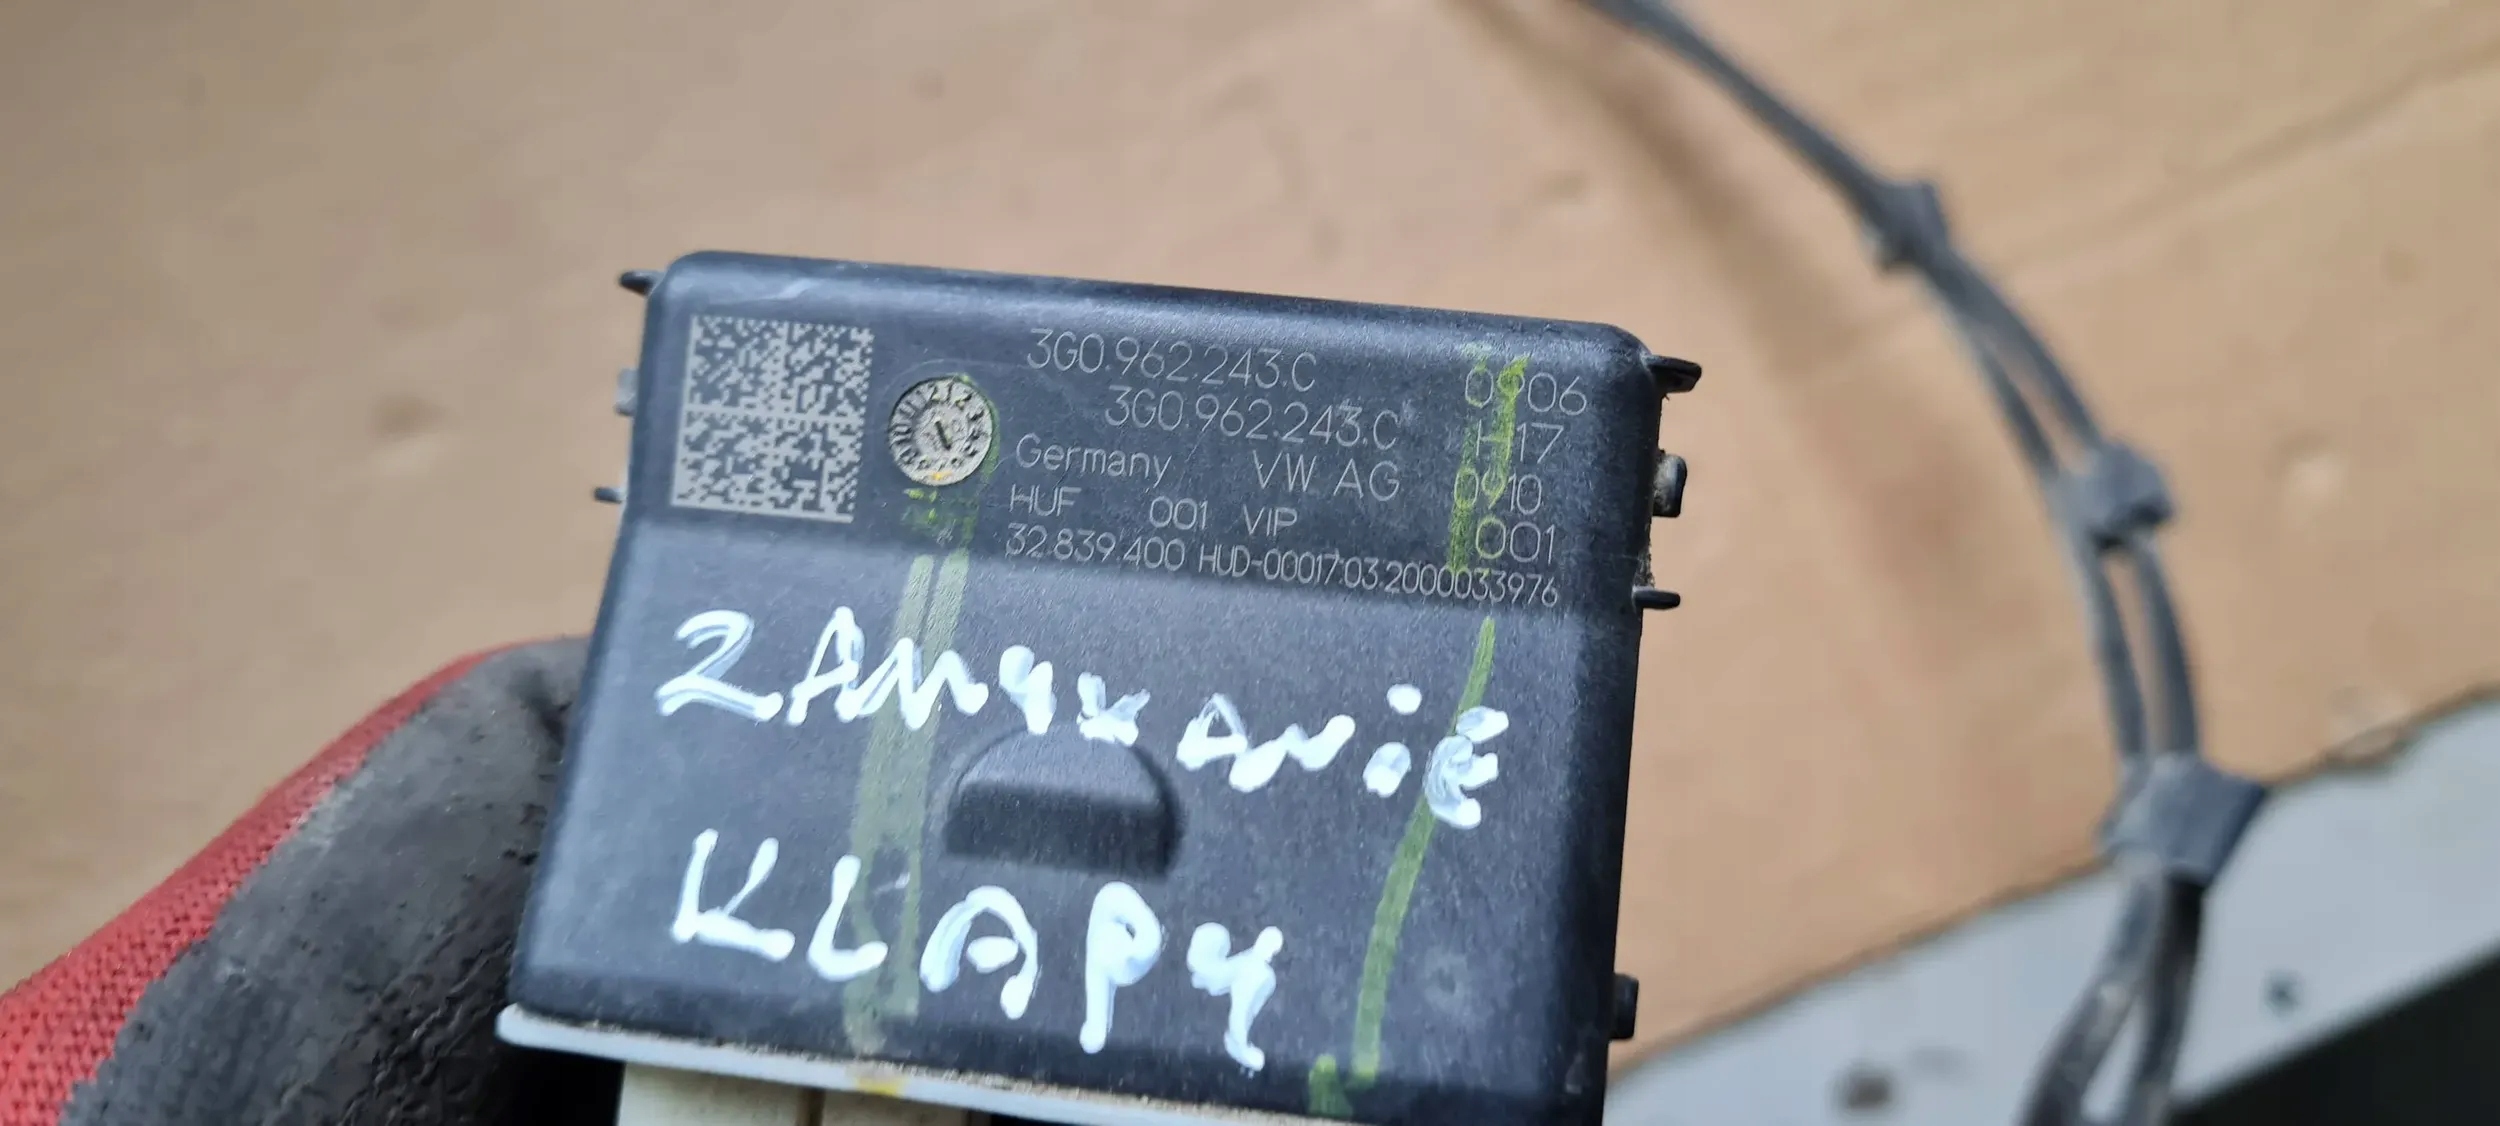 3G0.962.243.C 0906
3G0.962.243.C H17
Germany VW AG 0910
HUF 001 VIP 001
32.839.400 HUD-00017.03.2000033976
ZAMYKANIE
KLAPY